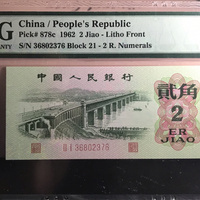 G
ANTY
China / People's Republic
Pick# 878c 1962 2 Jiao - Litho Front
S/N 36802376 Block 21 - 2 R. Numerals
中国人民银行
贰角
2
ER
JIAO
36802376